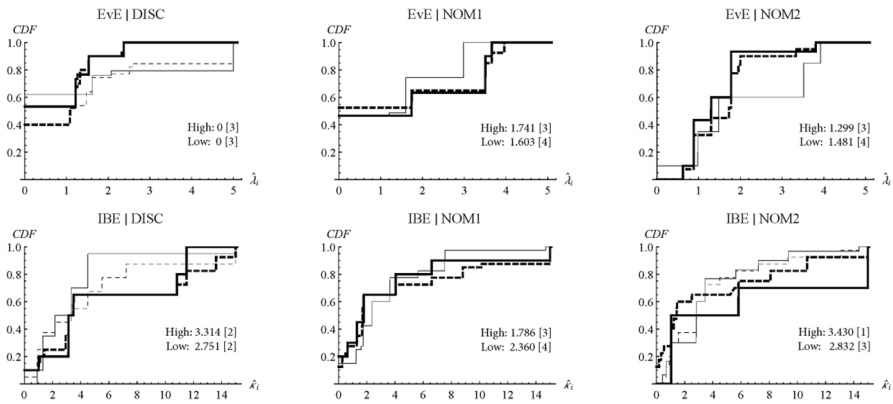 EvE | DISC
EvE | NOM1
EvE | NOM2
CDF
CDF
CDF
1.0
0.8
0.6
0.4
0.2
High: 0 [3]
Low: 0 [3]
0 1 2 3 4 5 λ̂i
1.0
0.8
0.6
0.4
0.2
High: 1.741 [3]
Low: 1.603 [4]
0 1 2 3 4 5 λ̂i
1.0
0.8
0.6
0.4
0.2
High: 1.299 [3]
Low: 1.481 [4]
0 1 2 3 4 5 λ̂i
IBE | DISC
IBE | NOM1
IBE | NOM2
CDF
CDF
CDF
1.0
0.8
0.6
0.4
0.2
High: 3.314 [2]
Low: 2.751 [2]
0 2 4 6 8 10 12 14 κ̂i
1.0
0.8
0.6
0.4
0.2
High: 1.786 [3]
Low: 2.360 [4]
0 2 4 6 8 10 12 14 κ̂i
1.0
0.8
0.6
0.4
0.2
High: 3.430 [1]
Low: 2.832 [3]
0 2 4 6 8 10 12 14 κ̂i